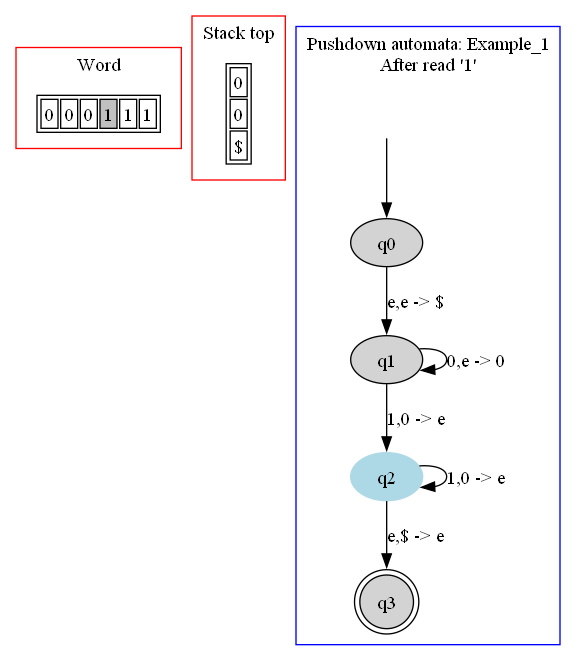 Word
0 0 0 1 1 1
Stack top
0
0
$
Pushdown automata: Example_1
After read '1'
q0
e,e -> $
q1
0,e -> 0
1,0 -> e
q2
1,0 -> e
e,$ -> e
q3